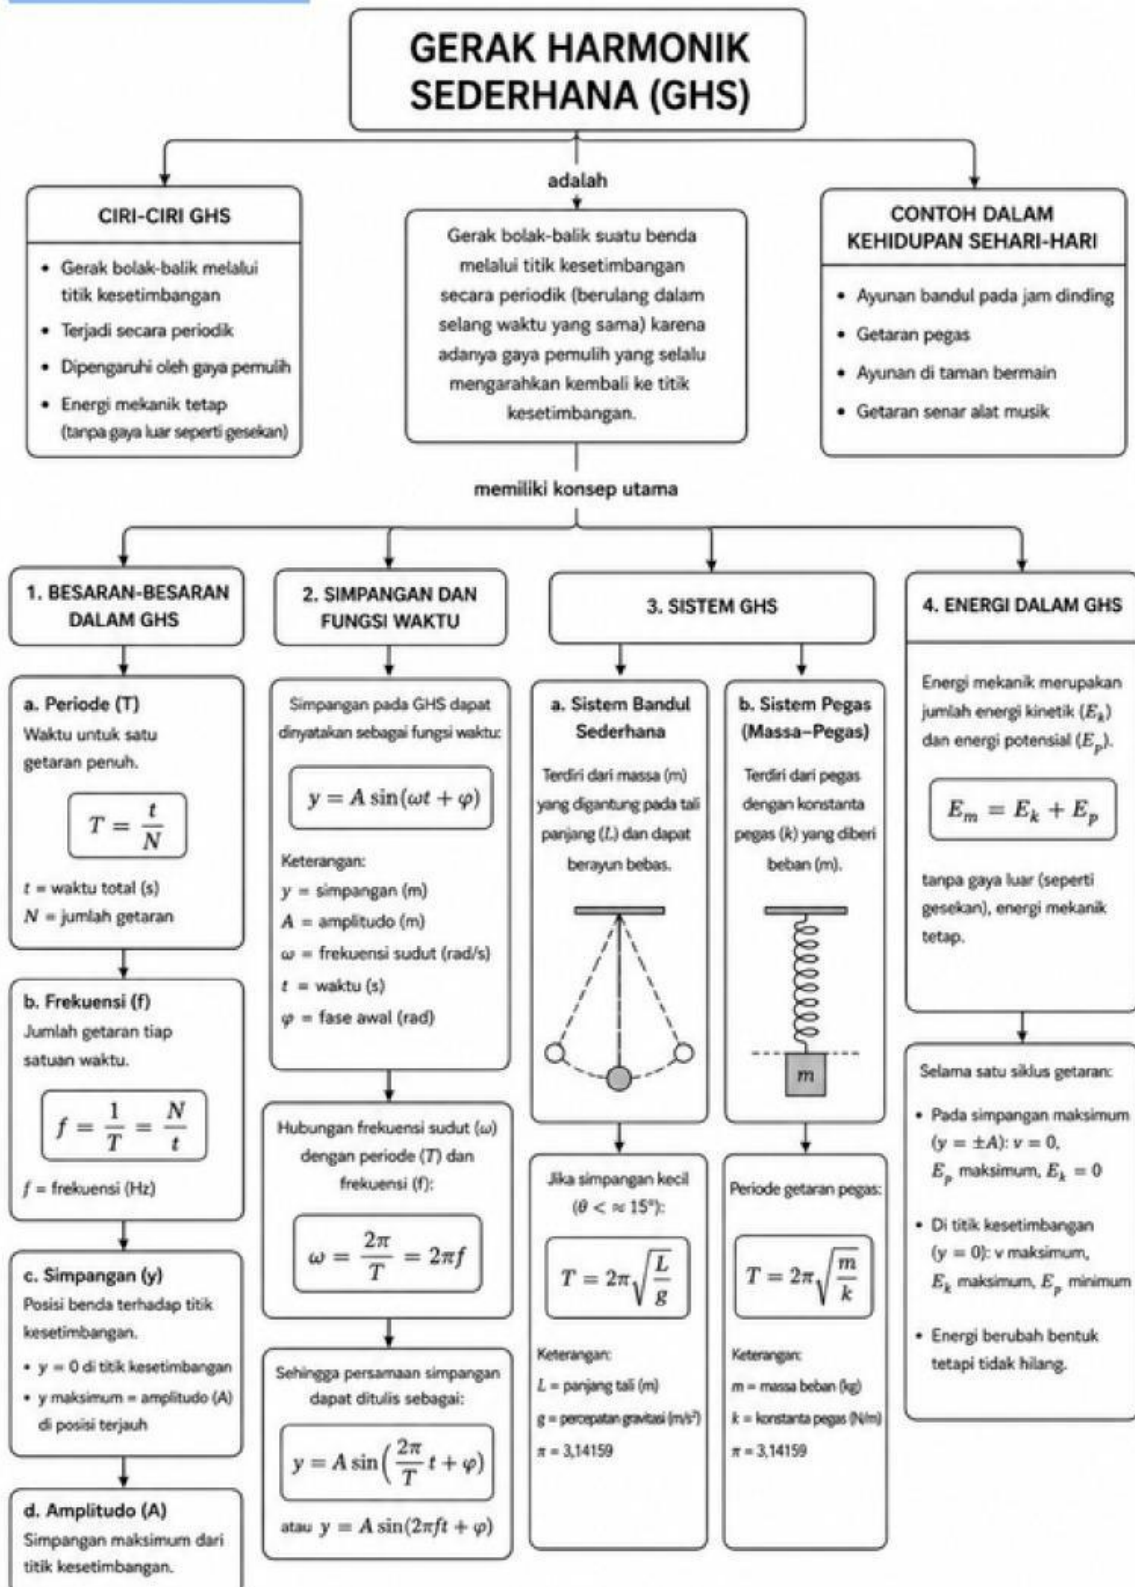 GERAK HARMONIK
SEDERHANA (GHS)
CIRI-CIRI GHS
• Gerak bolak-balik melalui
titik kesetimbangan
• Terjadi secara periodik
• Dipengaruhi oleh gaya pemulih
• Energi mekanik tetap
(tanpa gaya luar seperti gesekan)
adalah
Gerak bolak-balik suatu benda
melalui titik kesetimbangan
secara periodik (berulang dalam
selang waktu yang sama) karena
adanya gaya pemulih yang selalu
mengarahkan kembali ke titik
kesetimbangan.
CONTOH DALAM
KEHIDUPAN SEHARI-HARI
• Ayunan bandul pada jam dinding
• Getaran pegas
• Ayunan di taman bermain
• Getaran senar alat musik
memiliki konsep utama
1. BESARAN-BESARAN
DALAM GHS
a. Periode (T)
Waktu untuk satu
getaran penuh.
T = t/N
t = waktu total (s)
N = jumlah getaran
b. Frekuensi (f)
Jumlah getaran tiap
satuan waktu.
f = 1/T = N/t
f = frekuensi (Hz)
c. Simpangan (y)
Posisi benda terhadap titik
kesetimbangan.
• y = 0 di titik kesetimbangan
• y maksimum = amplitudo (A)
di posisi terjauh
d. Amplitudo (A)
Simpangan maksimum dari
titik kesetimbangan.
2. SIMPANGAN DAN
FUNGSI WAKTU
Simpangan pada GHS dapat
dinyatakan sebagai fungsi waktu:
y = A sin(ωt + φ)
Keterangan:
y = simpangan (m)
A = amplitudo (m)
ω = frekuensi sudut (rad/s)
t = waktu (s)
φ = fase awal (rad)
Hubungan frekuensi sudut (ω)
dengan periode (T) dan
frekuensi (f):
ω = 2π/T = 2πf
Sehingga persamaan simpangan
dapat ditulis sebagai:
y = A sin(2π/T t + φ)
atau y = A sin(2πft + φ)
3. SISTEM GHS
a. Sistem Bandul
Sederhana
Terdiri dari massa (m)
yang digantung pada tali
panjang (L) dan dapat
berayun bebas.
Jika simpangan kecil
(θ < ≈ 15°):
T = 2π√(L/g)
Keterangan:
L = panjang tali (m)
g = percepatan gravitasi (m/s²)
π = 3,14159
b. Sistem Pegas
(Massa–Pegas)
Terdiri dari pegas
dengan konstanta
pegas (k) yang diberi
beban (m).
m
Periode getaran pegas:
T = 2π√(m/k)
Keterangan:
m = massa beban (kg)
k = konstanta pegas (N/m)
π = 3,14159
4. ENERGI DALAM GHS
Energi mekanik merupakan
jumlah energi kinetik (Eₖ)
dan energi potensial (Eₚ).
Eₘ = Eₖ + Eₚ
tanpa gaya luar (seperti
gesekan), energi mekanik
tetap.
Selama satu siklus getaran:
• Pada simpangan maksimum
(y = ±A): v = 0,
Eₚ maksimum, Eₖ = 0
• Di titik kesetimbangan
(y = 0): v maksimum,
Eₖ maksimum, Eₚ minimum
• Energi berubah bentuk
tetapi tidak hilang.